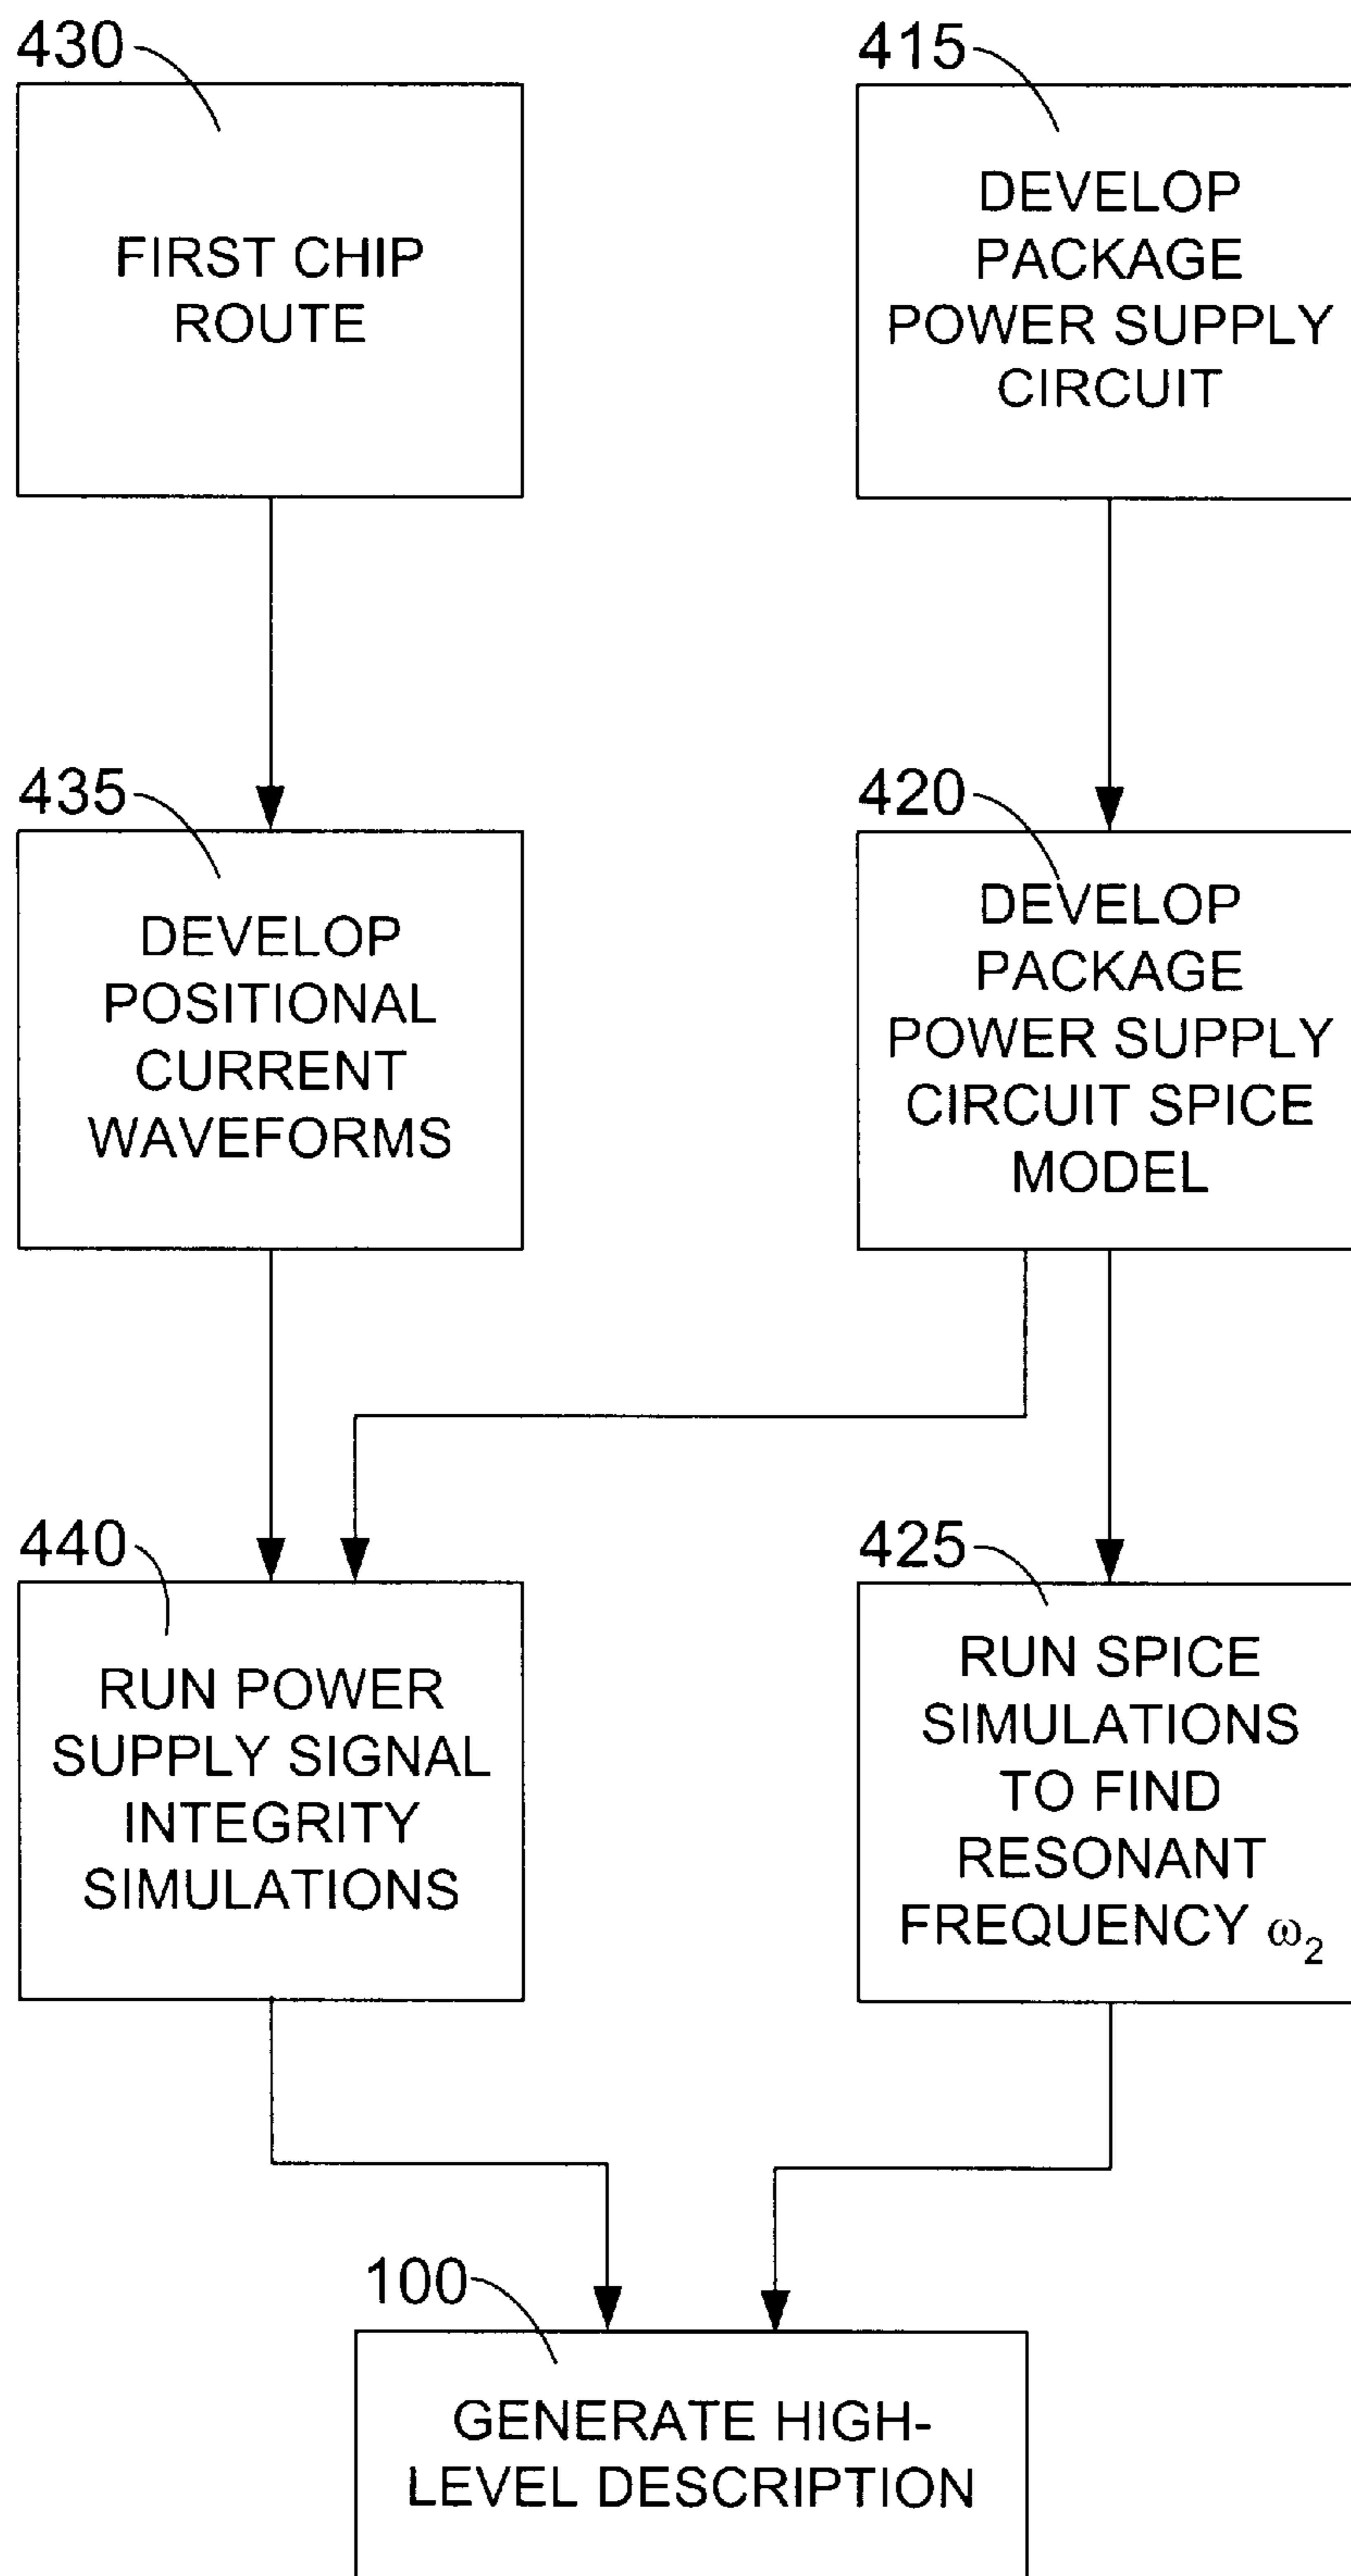 430
FIRST CHIP
ROUTE
415
DEVELOP
PACKAGE
POWER SUPPLY
CIRCUIT
435
DEVELOP
POSITIONAL
CURRENT
WAVEFORMS
420
DEVELOP
PACKAGE
POWER SUPPLY
CIRCUIT SPICE
MODEL
440
RUN POWER
SUPPLY SIGNAL
INTEGRITY
SIMULATIONS
425
RUN SPICE
SIMULATIONS
TO FIND
RESONANT
FREQUENCY ω₂
100
GENERATE HIGH-
LEVEL DESCRIPTION